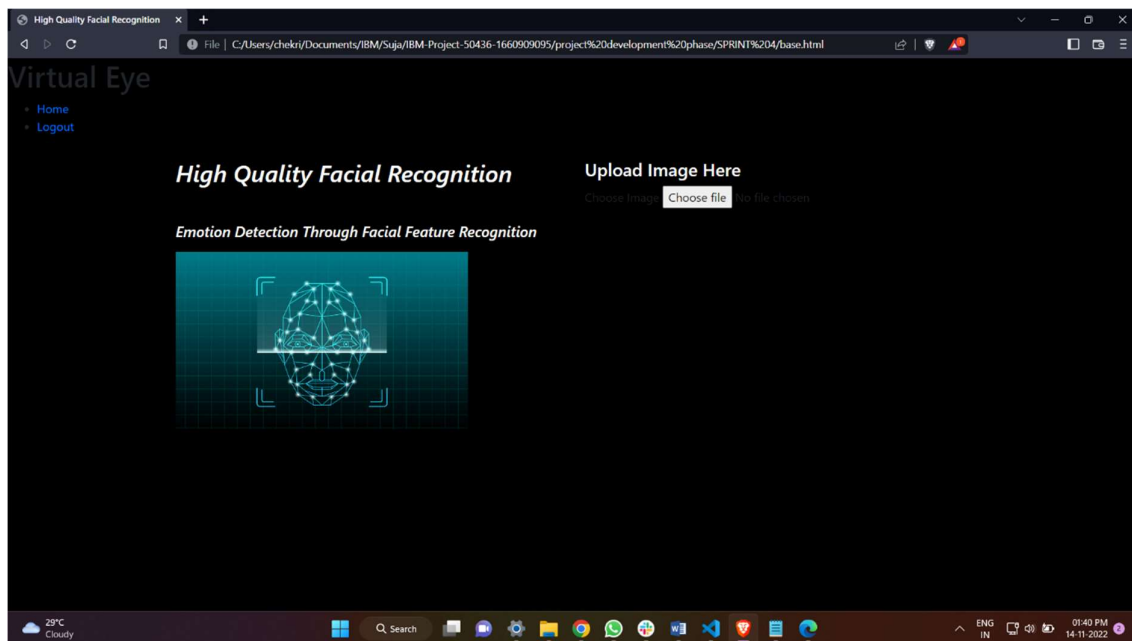 High Quality Facial Recognition
File | C:/Users/chekri/Documents/IBM/Suja/IBM-Project-50436-1660909095/project%20development%20phase/SPRINT%204/base.html
Virtual Eye
Home
Logout
High Quality Facial Recognition
Upload Image Here
Choose Image Choose file No file chosen
Emotion Detection Through Facial Feature Recognition
29°C
Cloudy
Search
ENG
IN
01:40 PM
14-11-2022
2